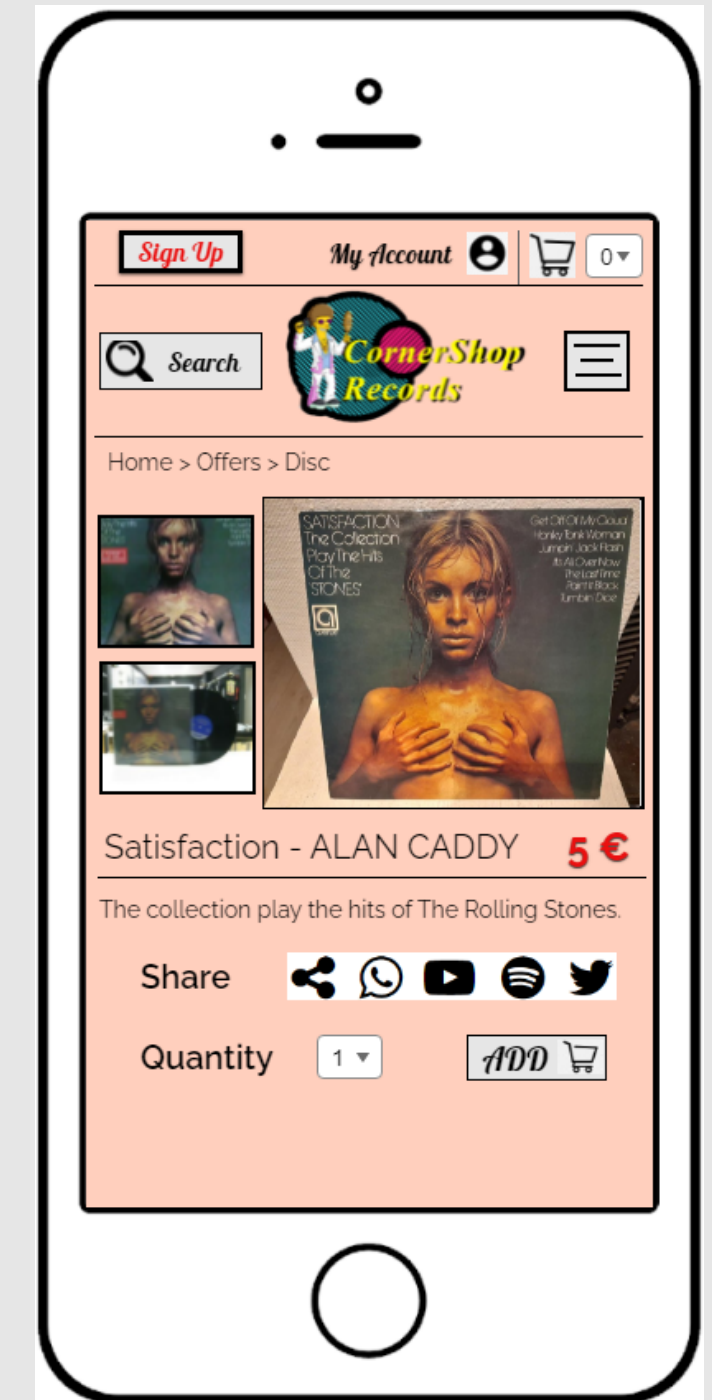 Sign Up
My Account
0
Search
CornerShop
Records
Home > Offers > Disc
SATISFACTION
The Collection
Play The Hits
Of The
STONES'
Get Off Of My Cloud
Honky Tonk Woman
Jumpin' Jack Flash
Its All Over Now
The Last Time
Paint It Black
Tumblin Dice
Satisfaction - ALAN CADDY
5 €
The collection play the hits of The Rolling Stones.
Share
Quantity
1
ADD